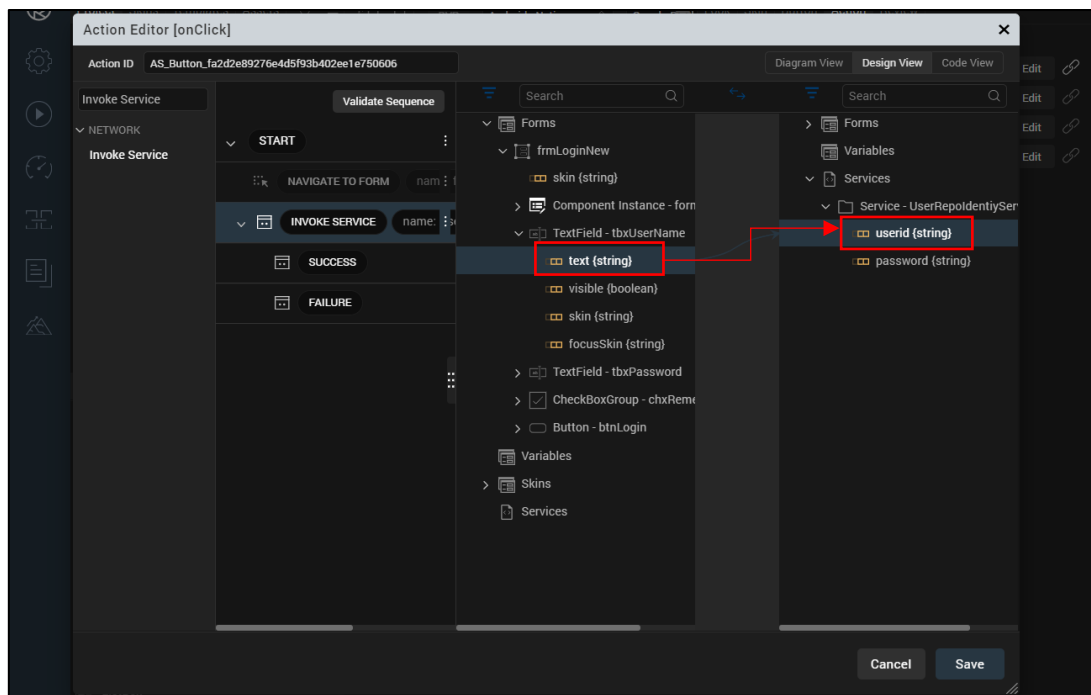 Action Editor [onClick]
Action ID
AS_Button_fa2d2e89276e4d5f93b402ee1e750606
Diagram View
Design View
Code View
Invoke Service
NETWORK
Invoke Service
Validate Sequence
START
NAVIGATE TO FORM
nam
INVOKE SERVICE
name:
SUCCESS
FAILURE
Search
Forms
frmLoginNew
skin {string}
Component Instance - forn
TextField - tbxUserName
text {string}
visible {boolean}
skin {string}
focusSkin {string}
TextField - tbxPassword
CheckBoxGroup - chxReme
Button - btnLogin
Variables
Skins
Services
Search
Forms
Variables
Services
Service - UserRepoIdentiySer
userid {string}
password {string}
Edit
Edit
Edit
Edit
Cancel
Save